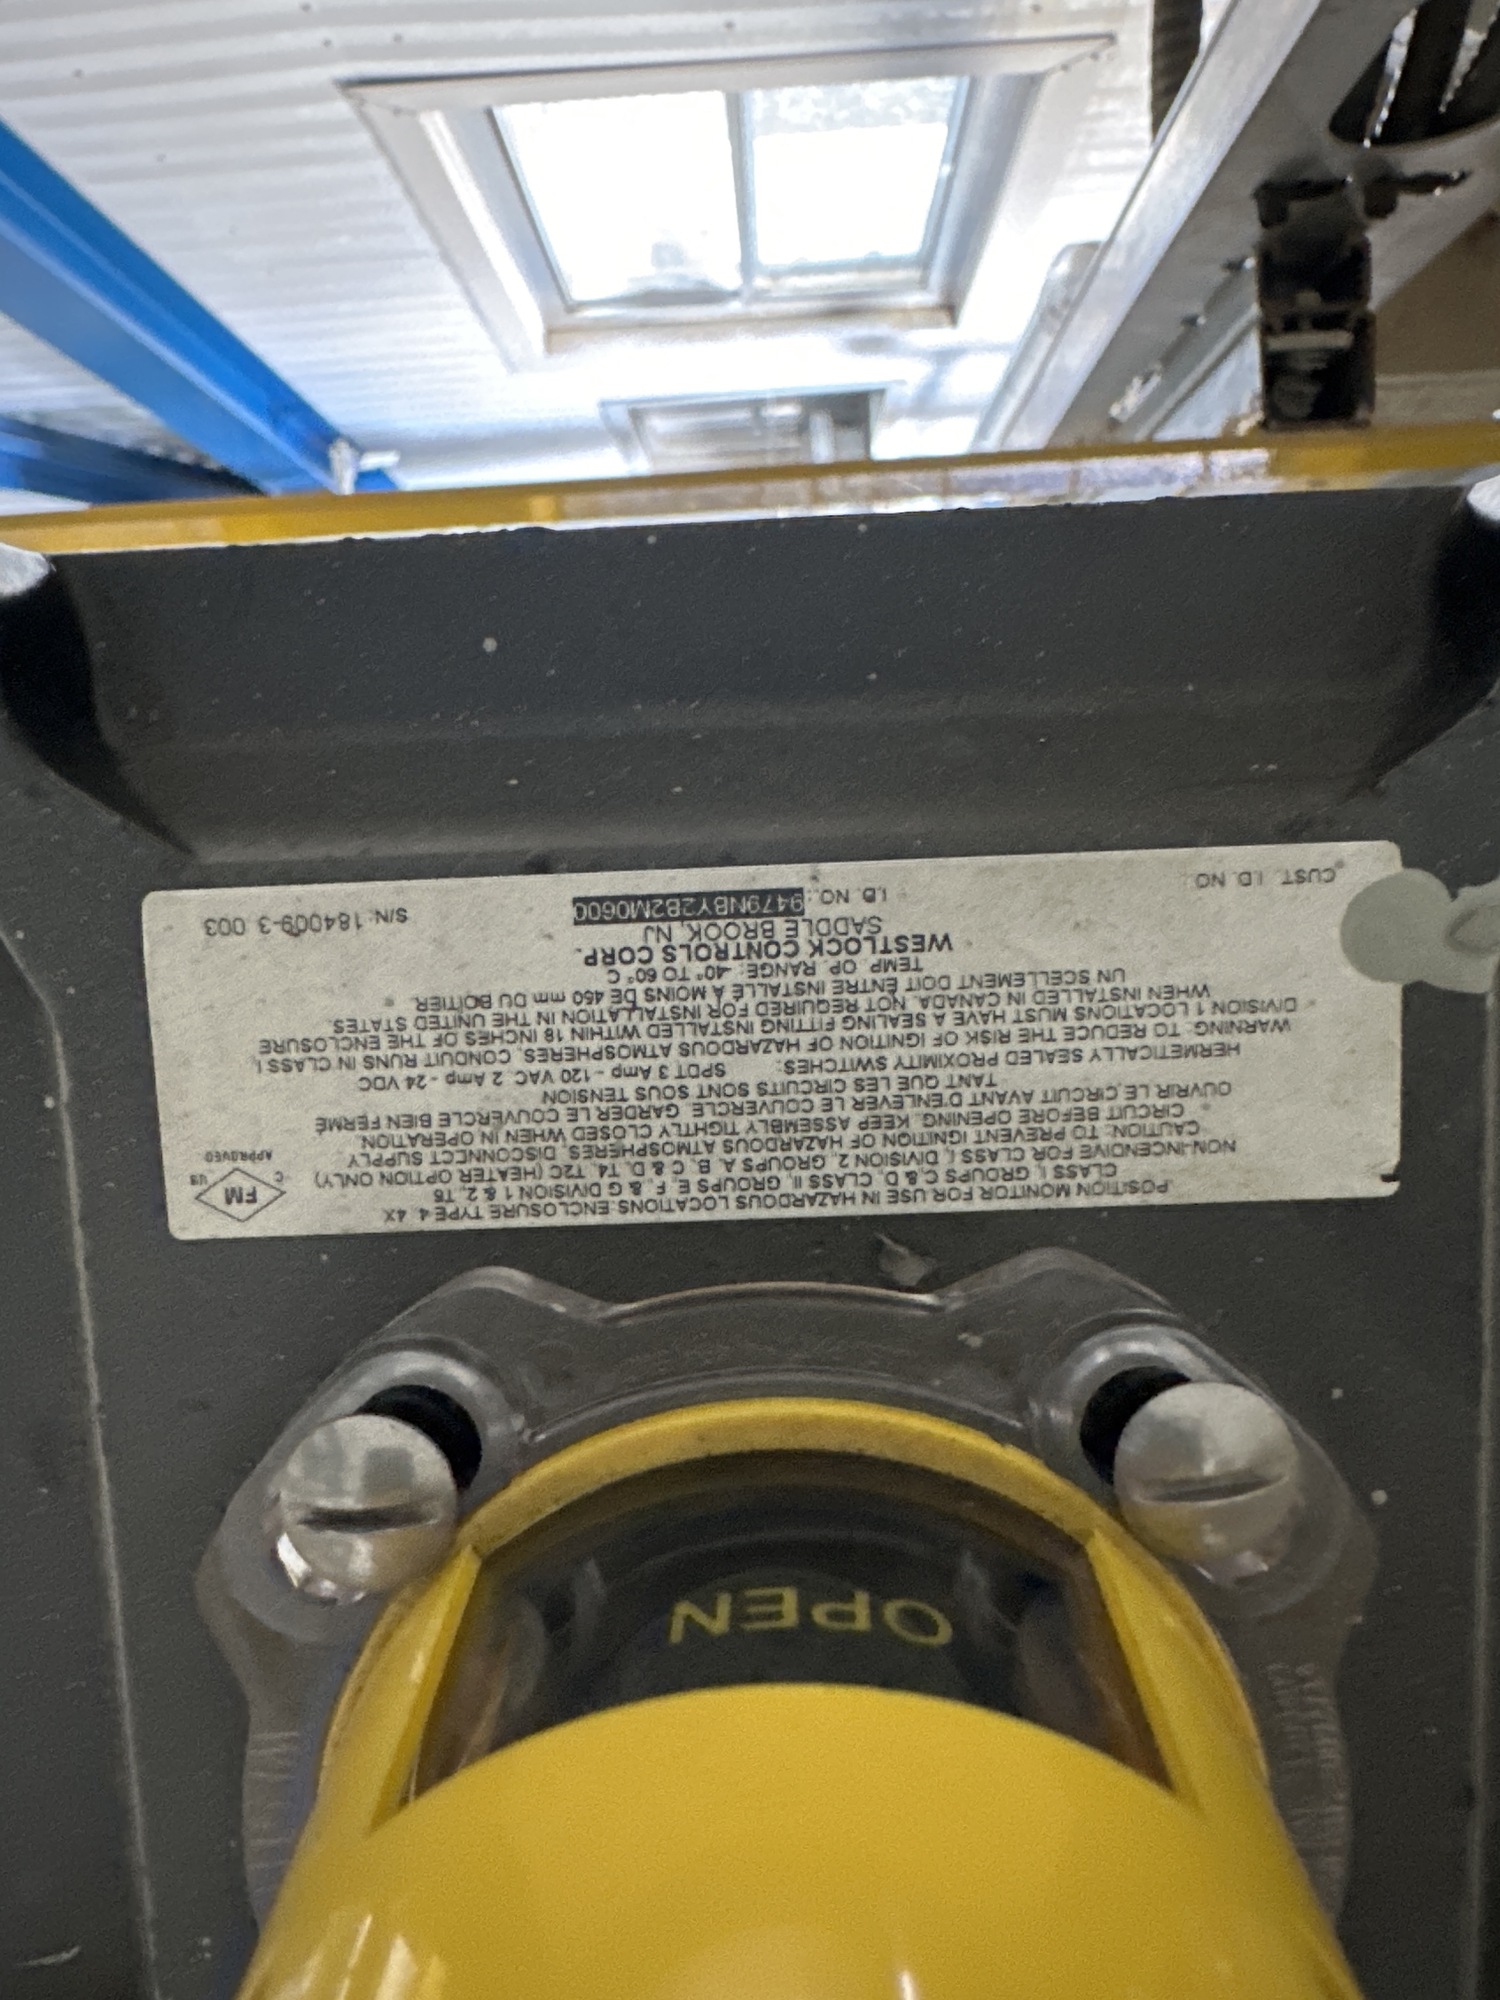 OPEN
POSITION MONITOR FOR USE IN HAZARDOUS LOCATIONS: ENCLOSURE TYPE 4, 4X
CLASS I, GROUPS C & D, CLASS II, GROUPS E, F, & G DIVISION 1 & 2, T6
NON-INCENDIVE FOR CLASS I, DIVISION 2, GROUPS A, B, C & D, T4, T2C (HEATER OPTION ONLY)
CAUTION: TO PREVENT IGNITION OF HAZARDOUS ATMOSPHERES, DISCONNECT SUPPLY
CIRCUIT BEFORE OPENING. KEEP ASSEMBLY TIGHTLY CLOSED WHEN IN OPERATION.
OUVRIR LE CIRCUIT AVANT D'ENLEVER LE COUVERCLE. GARDER LE COUVERCLE BIEN FERMÉ
TANT QUE LES CIRCUITS SONT SOUS TENSION
HERMETICALLY SEALED PROXIMITY SWITCHES: SPDT 3 Amp - 120 VAC 2 Amp - 24 VDC
WARNING: TO REDUCE THE RISK OF IGNITION OF HAZARDOUS ATMOSPHERES, CONDUIT RUNS IN CLASS I
DIVISION 1 LOCATIONS MUST HAVE A SEALING FITTING INSTALLED WITHIN 18 INCHES OF THE ENCLOSURE
WHEN INSTALLED IN CANADA. NOT REQUIRED FOR INSTALLATION IN THE UNITED STATES.
UN SCELLEMENT DOIT ENTRE INSTALLÉ À MOINS DE 450 mm DU BOITIER.
TEMP. OP. RANGE: -40° TO 60° C
WESTLOCK CONTROLS CORP.
SADDLE BROOK, NJ
CUST. I.D. NO.: I.D. NO.: 9479NBY2B2M0600 S/N: 184009-3 003
C FM US
APPROVED